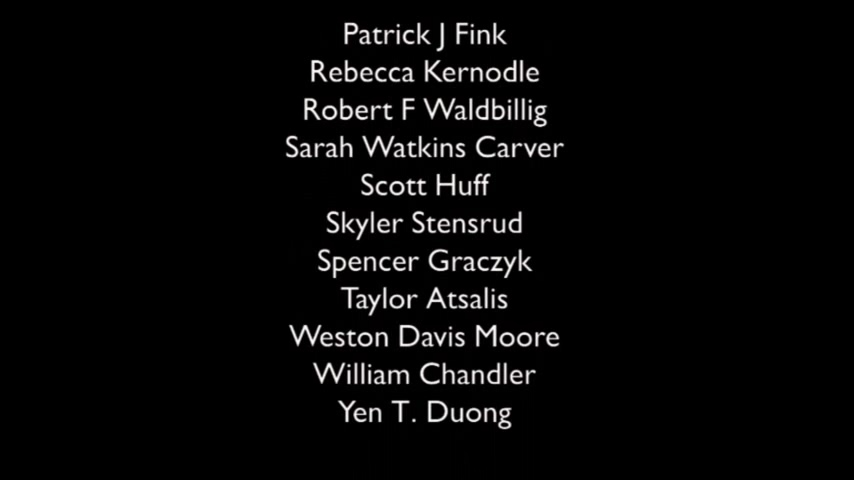 Patrick J Fink
Rebecca Kernodle
Robert F Waldbillig
Sarah Watkins Carver
Scott Huff
Skyler Stensrud
Spencer Graczyk
Taylor Atsalis
Weston Davis Moore
William Chandler
Yen T. Duong